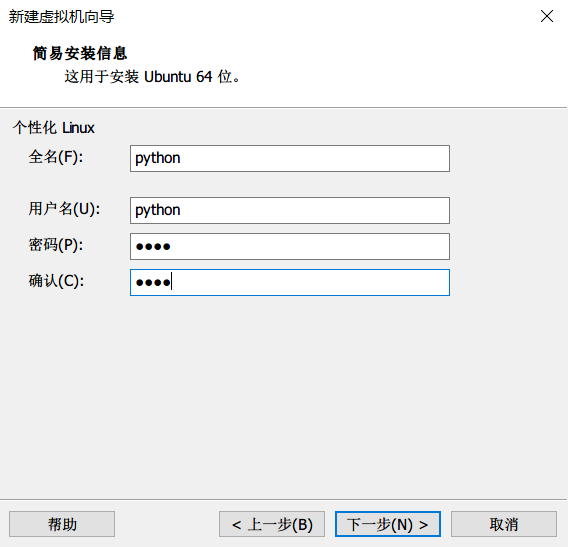 新建虚拟机向导
简易安装信息
这用于安装 Ubuntu 64 位。
个性化 Linux
全名(F): python
用户名(U): python
密码(P): ●●●●
确认(C): ●●●●
帮助 < 上一步(B) 下一步(N) > 取消